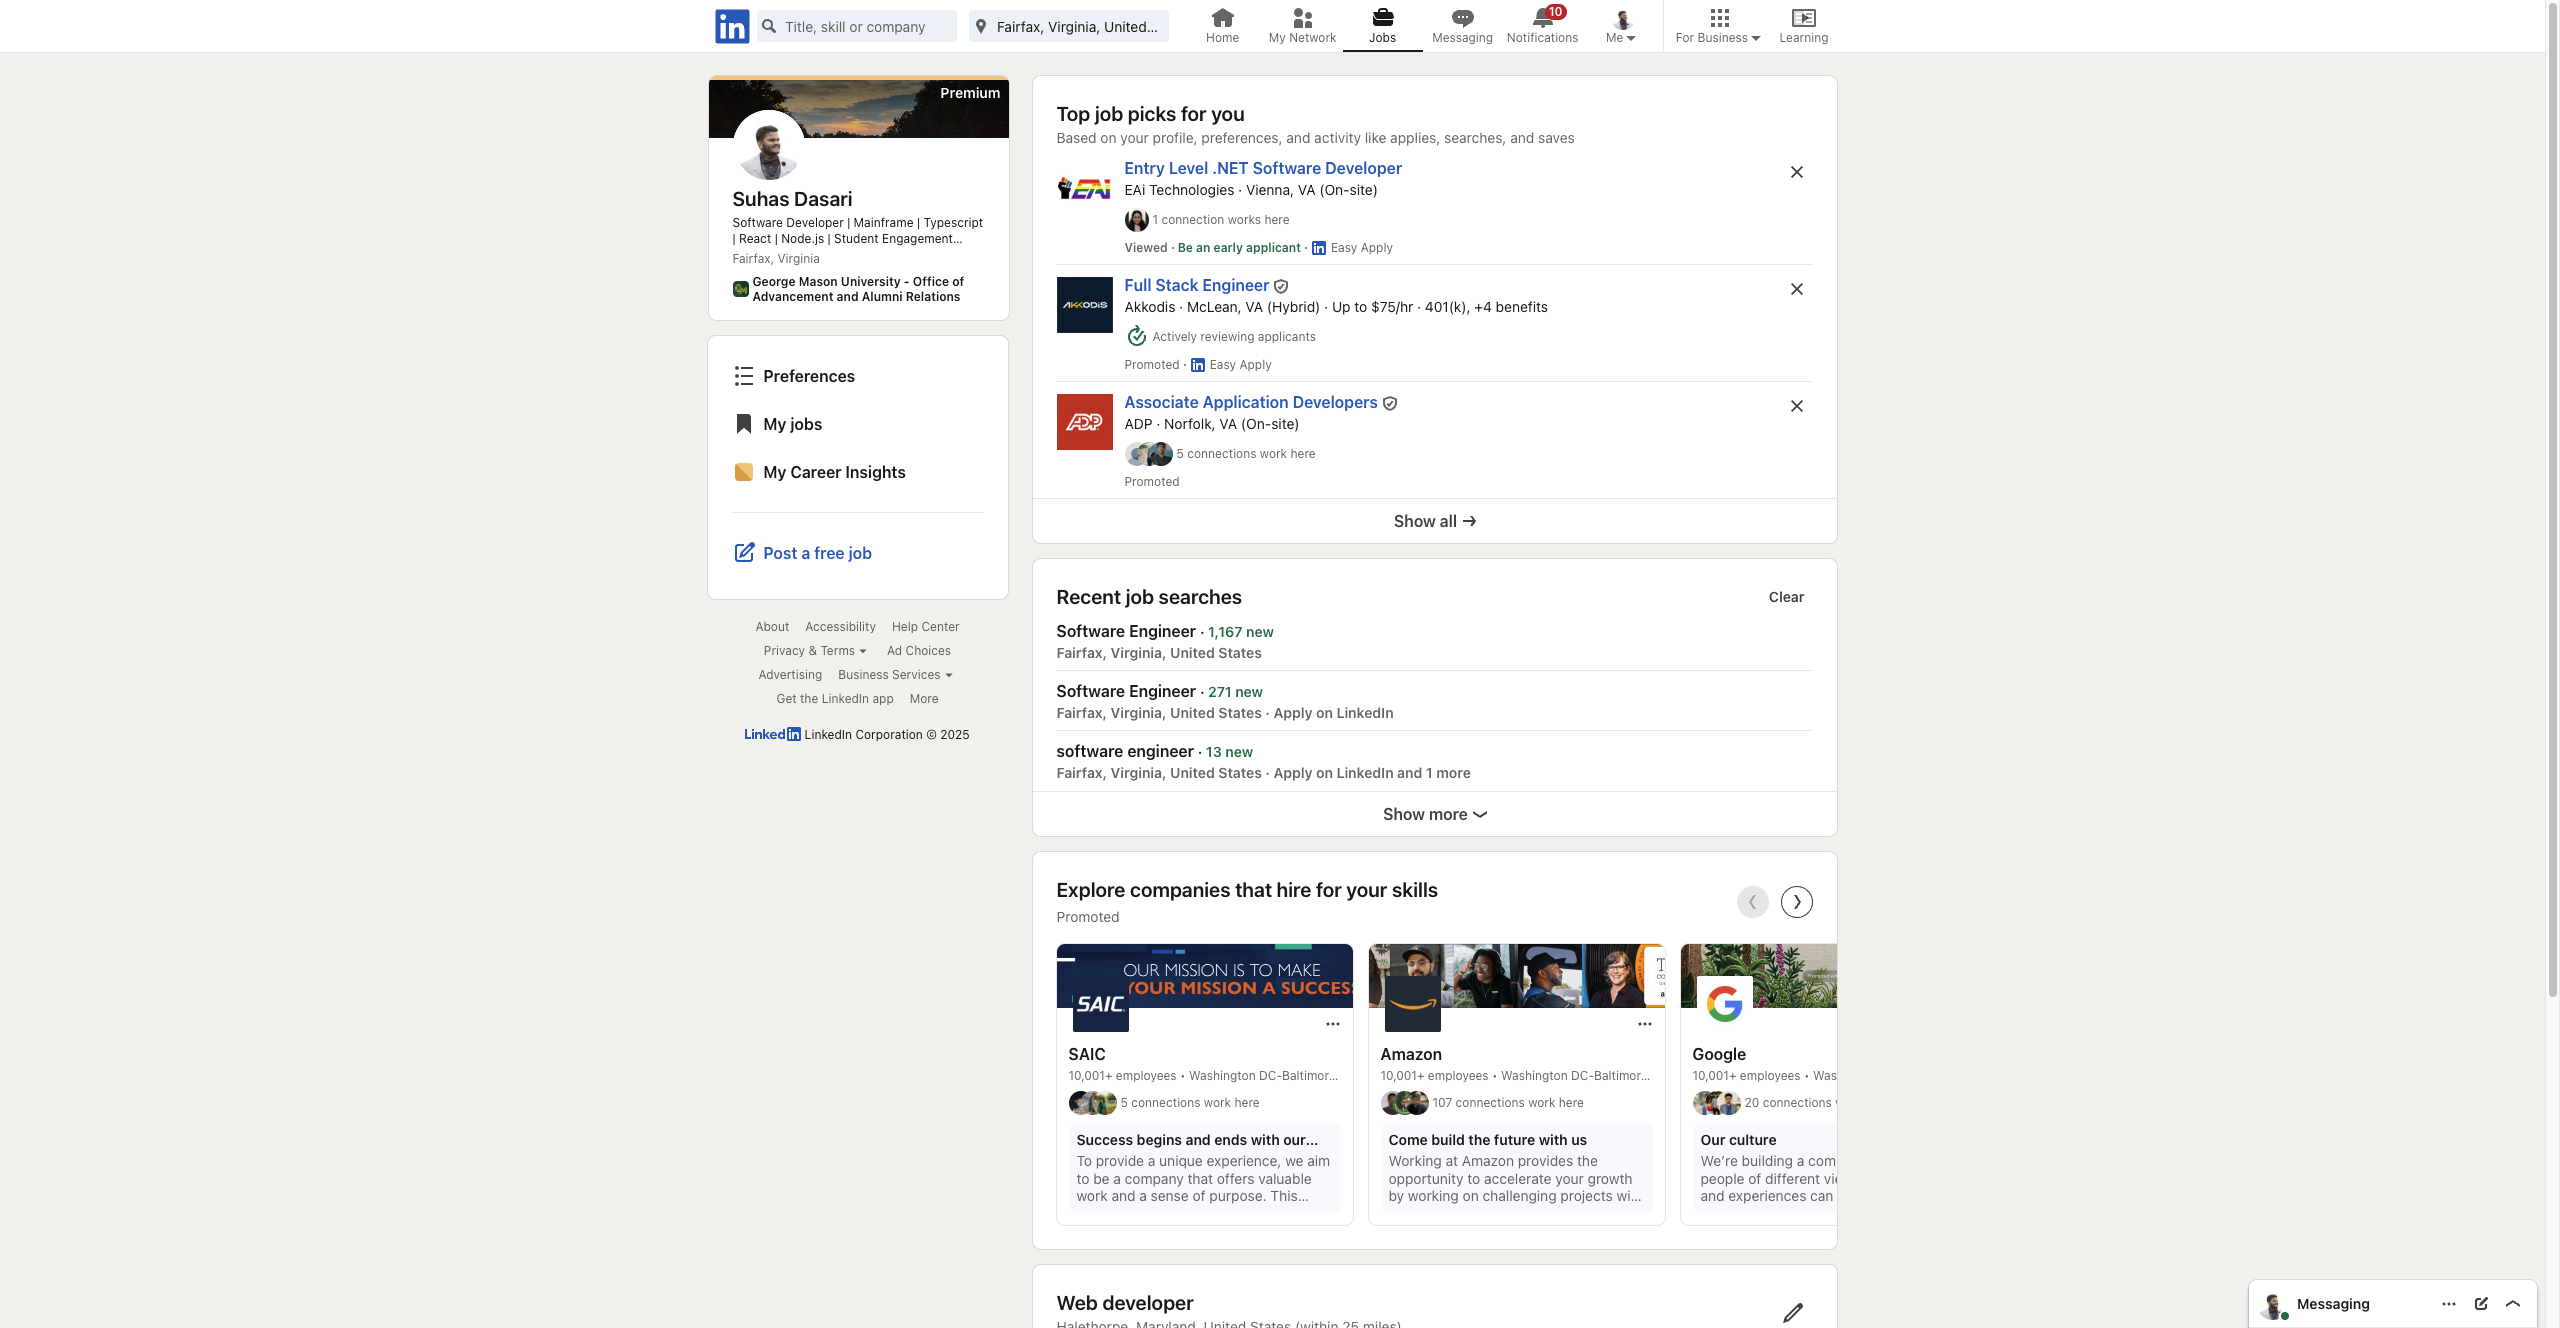 in
Title, skill or company
Fairfax, Virginia, United...
Home
My Network
Jobs
Messaging
10
Notifications
Me
For Business
Learning
Premium
Suhas Dasari
Software Developer | Mainframe | Typescript
| React | Node.js | Student Engagement...
Fairfax, Virginia
George Mason University - Office of
Advancement and Alumni Relations
Preferences
My jobs
My Career Insights
Post a free job
About Accessibility Help Center
Privacy & Terms Ad Choices
Advertising Business Services
Get the LinkedIn app More
LinkedIn LinkedIn Corporation © 2025
Top job picks for you
Based on your profile, preferences, and activity like applies, searches, and saves
EAi
Entry Level .NET Software Developer
EAi Technologies · Vienna, VA (On-site)
1 connection works here
Viewed · Be an early applicant · in Easy Apply
AKKODIS
Full Stack Engineer
Akkodis · McLean, VA (Hybrid) · Up to $75/hr · 401(k), +4 benefits
Actively reviewing applicants
Promoted · in Easy Apply
ADP
Associate Application Developers
ADP · Norfolk, VA (On-site)
5 connections work here
Promoted
Show all →
Recent job searches
Clear
Software Engineer · 1,167 new
Fairfax, Virginia, United States
Software Engineer · 271 new
Fairfax, Virginia, United States · Apply on LinkedIn
software engineer · 13 new
Fairfax, Virginia, United States · Apply on LinkedIn and 1 more
Show more
Explore companies that hire for your skills
Promoted
OUR MISSION IS TO MAKE
YOUR MISSION A SUCCESS
SAIC
SAIC
10,001+ employees • Washington DC-Baltimor...
5 connections work here
Success begins and ends with our...
To provide a unique experience, we aim
to be a company that offers valuable
work and a sense of purpose. This...
Amazon
10,001+ employees • Washington DC-Baltimor...
107 connections work here
Come build the future with us
Working at Amazon provides the
opportunity to accelerate your growth
by working on challenging projects wi...
G
Google
10,001+ employees • Was
20 connections
Our culture
We're building a com
people of different vie
and experiences can
Web developer
Halethorpe, Maryland, United States (within 25 miles)
Messaging